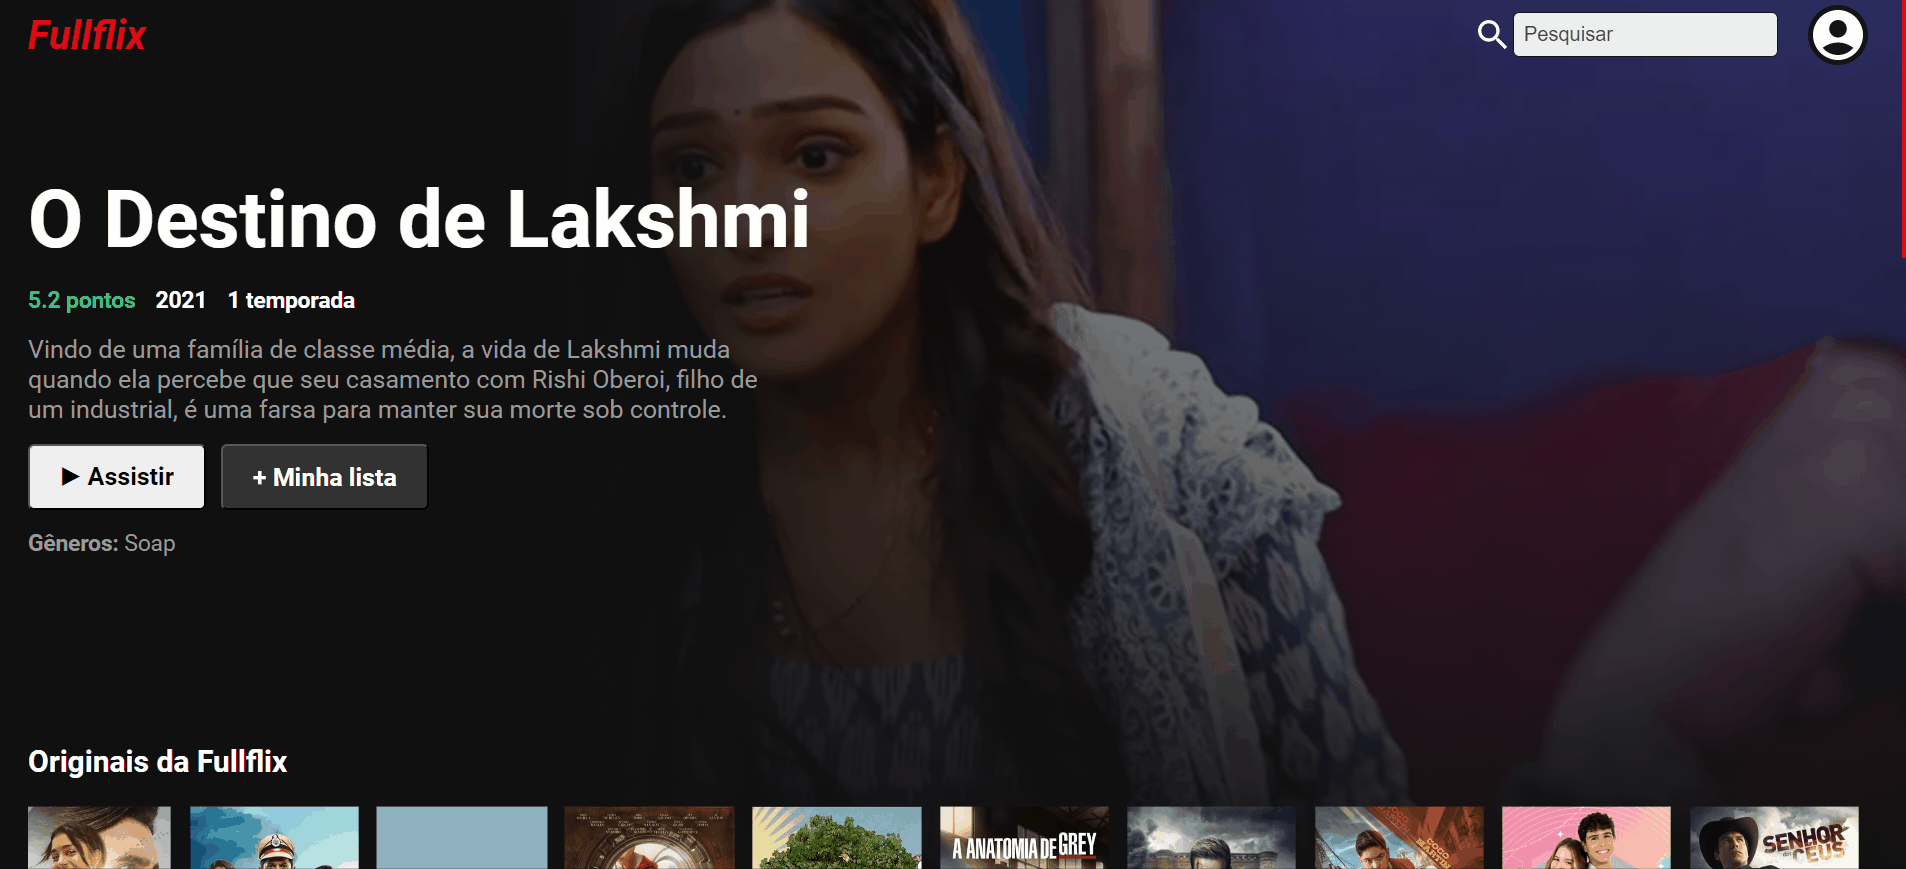 Fullflix
Pesquisar
O Destino de Lakshmi
5.2 pontos 2021 1 temporada
Vindo de uma família de classe média, a vida de Lakshmi muda
quando ela percebe que seu casamento com Rishi Oberoi, filho de
um industrial, é uma farsa para manter sua morte sob controle.
▶ Assistir
+ Minha lista
Gêneros: Soap
Originais da Fullflix
A ANATOMIA DE GREY
COCO MARTIN
SENHOR dos CÉUS